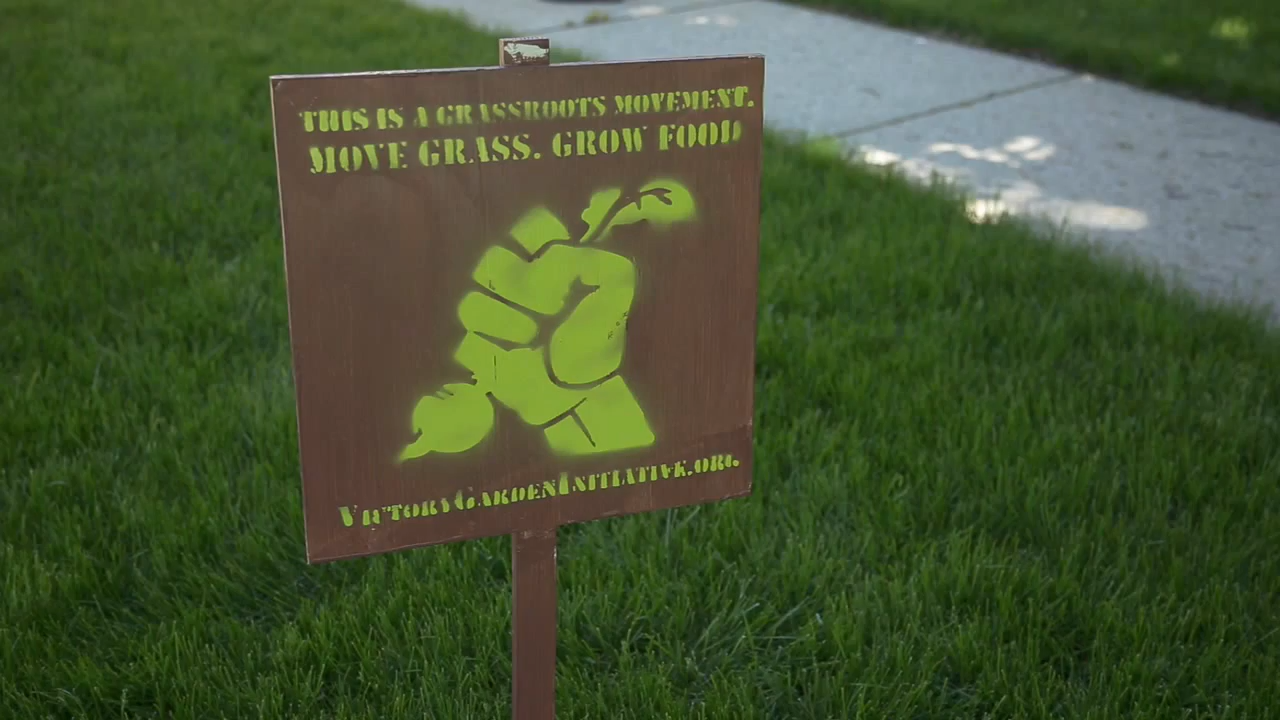 THIS IS A GRASSROOTS MOVEMENT.
MOVE GRASS. GROW FOOD
VICTORYGARDENINITIATIVE.ORG